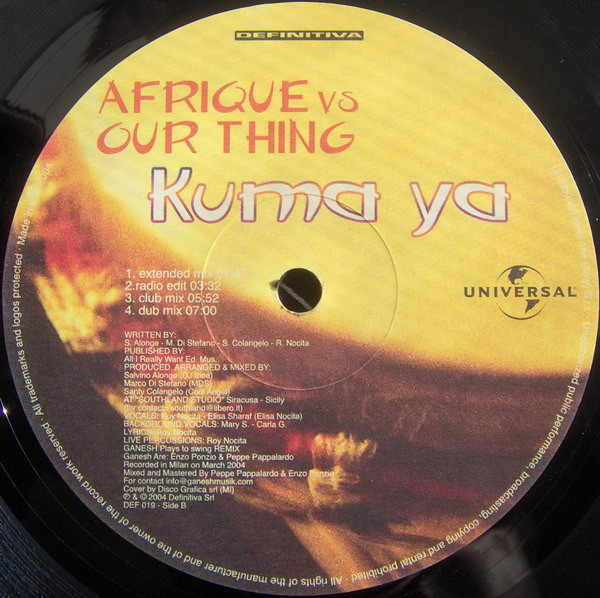 DEFINITIVA
AFRIQUE VS
OUR THING
Kuma ya
UNIVERSAL
1. extended mix
2.radio edit 03:32
3. club mix 05:52
4. dub mix 07:00
WRITTEN BY:
S. Alonge - M. Di Stefano - S. Colangelo - R. Nocita
PUBLISHED BY:
All I Really Want Ed. Mus.
PRODUCED, ARRANGED & MIXED BY:
Salvino Alonge
Marco Di Stefano (MDS)
Santy Colangelo (Cool Angel)
AT "SOUTHLAND STUDIO" Siracusa - Sicily
(for contacts: southland@libero.it)
VOCALS: Roy Nocita - Elisa Sharaf (Elisa Nocita)
BACKGROUND VOCALS: Mary S. - Carla G.
LYRICS: Roy Nocita
LIVE PERCUSSIONS: Roy Nocita
GANESH Plays to swing REMIX
Ganesh Are: Enzo Ponzio & Peppe Pappalardo
Recorded in Milan on March 2004
Mixed and Mastered By Peppe Pappalardo & Enzo Ponzio
For contact info@ganeshmusik.com
Cover by Disco Grafica srl (MI)
℗ & © 2004 Definitiva Srl
DEF 019 - Side B
All rights of the manufacturer and of the owner of the record work reserved · All trademarks and logos protected · Made in
public performance, broadcasting, copying and rental prohibited ·